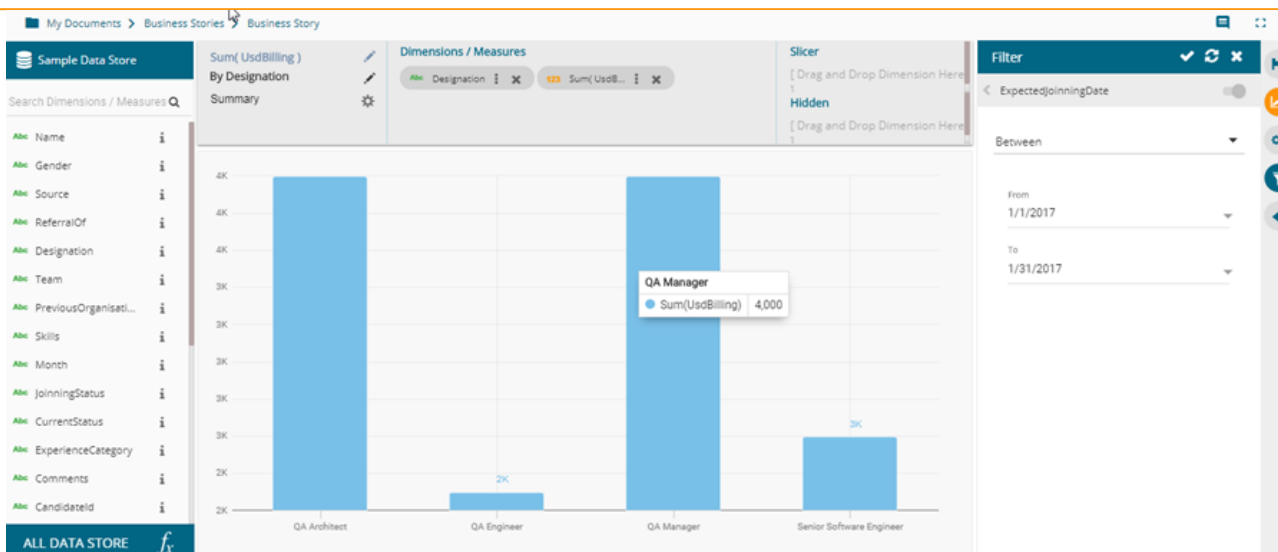 My Documents > Business Stories > Business Story
Sample Data Store
Search Dimensions / Measures
Abc Name i
Abc Gender i
Abc Source i
Abc ReferralOf i
Abc Designation i
Abc Team i
Abc PreviousOrganisati... i
Abc Skills i
Abc Month i
Abc JoinningStatus i
Abc CurrentStatus i
Abc ExperienceCategory i
Abc Comments i
Abc CandidateId i
ALL DATA STORE fx
Sum( UsdBilling )
By Designation
Summary
Dimensions / Measures
Abc Designation
123 Sum( UsdB...
Slicer
[ Drag and Drop Dimension Here
]
Hidden
[ Drag and Drop Dimension Here
]
4K
4K
4K
3K
3K
3K
3K
3K
2K
2K
2K
3K
QA Manager
Sum(UsdBilling) 4,000
QA Architect
QA Engineer
QA Manager
Senior Software Engineer
Filter
< ExpectedJoinningDate
Between
From
1/1/2017
To
1/31/2017